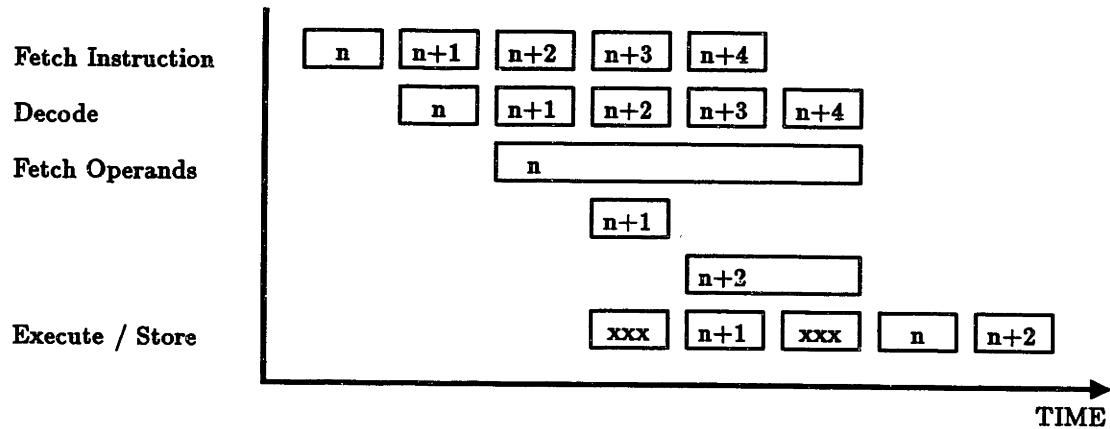 Fetch Instruction n n+1 n+2 n+3 n+4
Decode n n+1 n+2 n+3 n+4
Fetch Operands n
n+1
n+2
Execute / Store xxx n+1 xxx n n+2
TIME